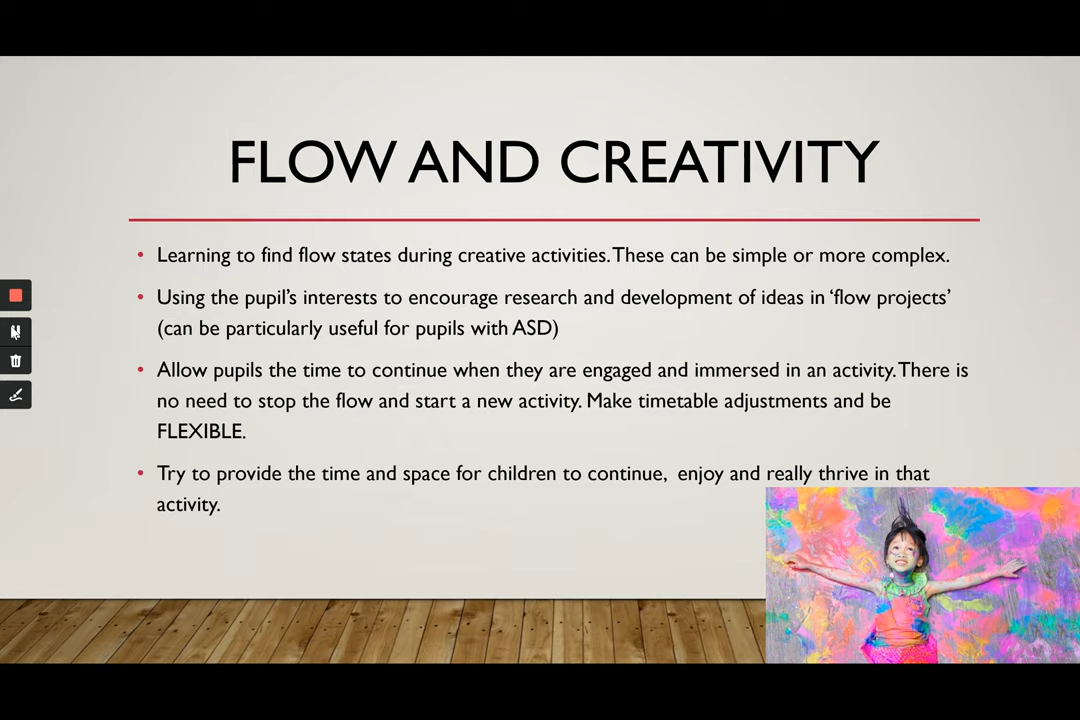 FLOW AND CREATIVITY
• Learning to find flow states during creative activities. These can be simple or more complex.
• Using the pupil’s interests to encourage research and development of ideas in ‘flow projects’
(can be particularly useful for pupils with ASD)
• Allow pupils the time to continue when they are engaged and immersed in an activity. There is
no need to stop the flow and start a new activity. Make timetable adjustments and be
FLEXIBLE.
• Try to provide the time and space for children to continue,  enjoy and really thrive in that
activity.